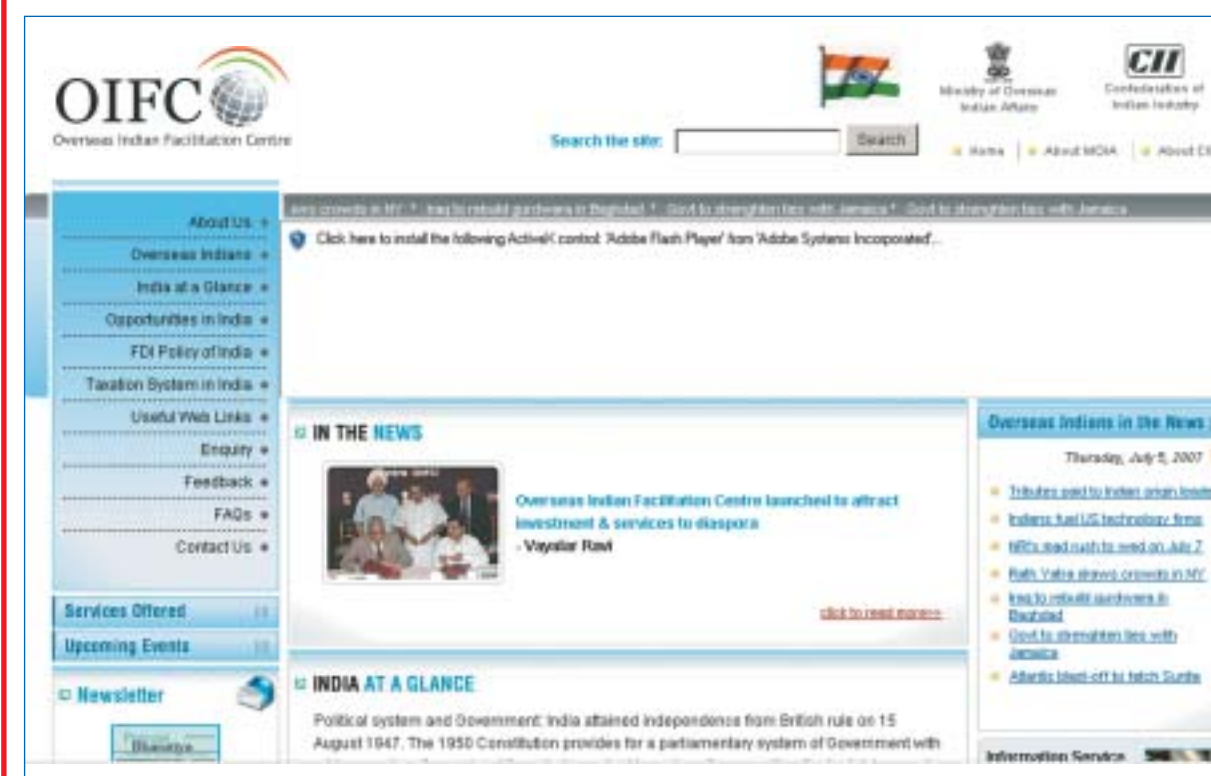 OIFC
Overseas Indian Facilitation Centre
Ministry of Overseas
Indian Affairs
CII
Confederation of
Indian Industry
Search the site:
Search
Home
About MOIA
About CII
crowds in NY * Iraq to rebuild gurdwara in Baghdad * Govt to strenghten ties with Jamaica * Govt to strenghten ties with Jamaica
Click here to install the following ActiveX control: 'Adobe Flash Player' from 'Adobe Systems Incorporated'...
About Us
Overseas Indians
India at a Glance
Opportunities in India
FDI Policy of India
Taxation System in India
Useful Web Links
Enquiry
Feedback
FAQs
Contact Us
Services Offered
Upcoming Events
Newsletter
IN THE NEWS
Overseas Indian Facilitation Centre launched to attract
investment & services to diaspora
- Vayalar Ravi
click to read more>>
INDIA AT A GLANCE
Political system and Government: India attained independence from British rule on 15
August 1947. The 1950 Constitution provides for a parliamentary system of Government with
Overseas Indians in the News
Thursday, July 5, 2007
Tributes paid to Indian origin
Indians fuel US technology firms
NRIs mad rush to wed on July 7
Rath Yatra draws crowds in NY
Iraq to rebuild gurdwara in
Baghdad
Govt to strenghten ties with
Jamaica
Atlantis blast-off to fetch Sunita
Information Service